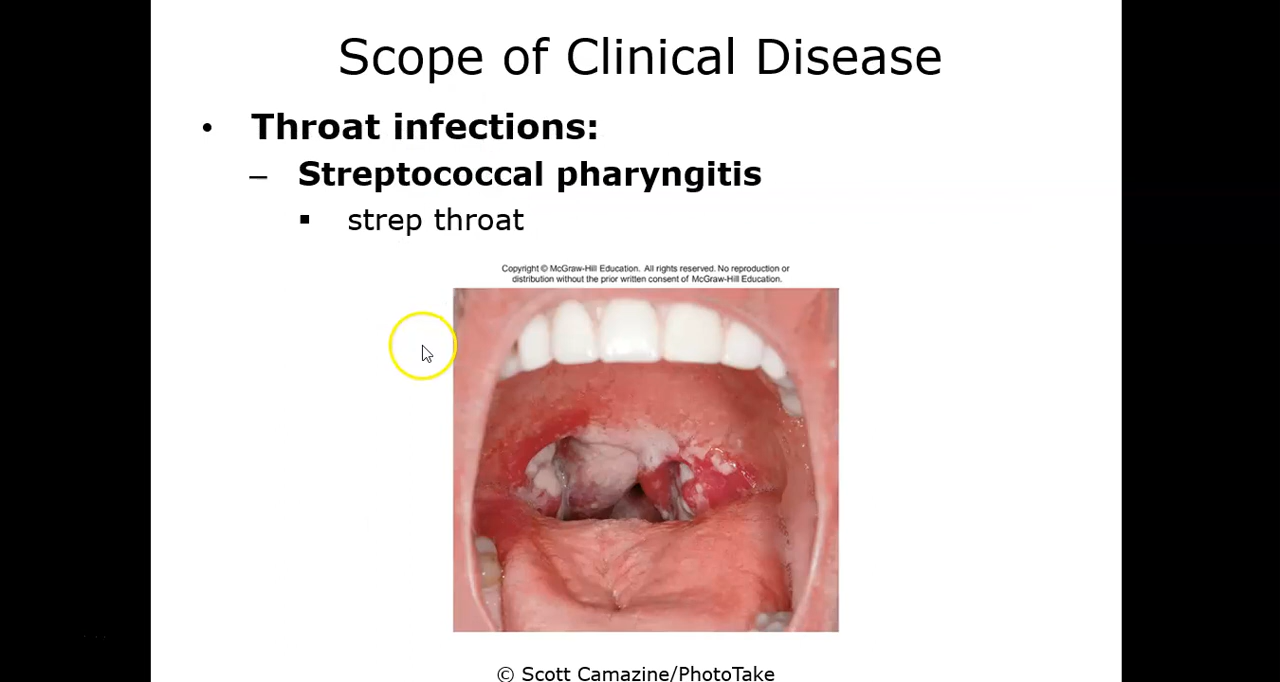 Scope of Clinical Disease
• Throat infections:
– Streptococcal pharyngitis
▪ strep throat
Copyright © McGraw-Hill Education. All rights reserved. No reproduction or
distribution without the prior written consent of McGraw-Hill Education.
© Scott Camazine/PhotoTake